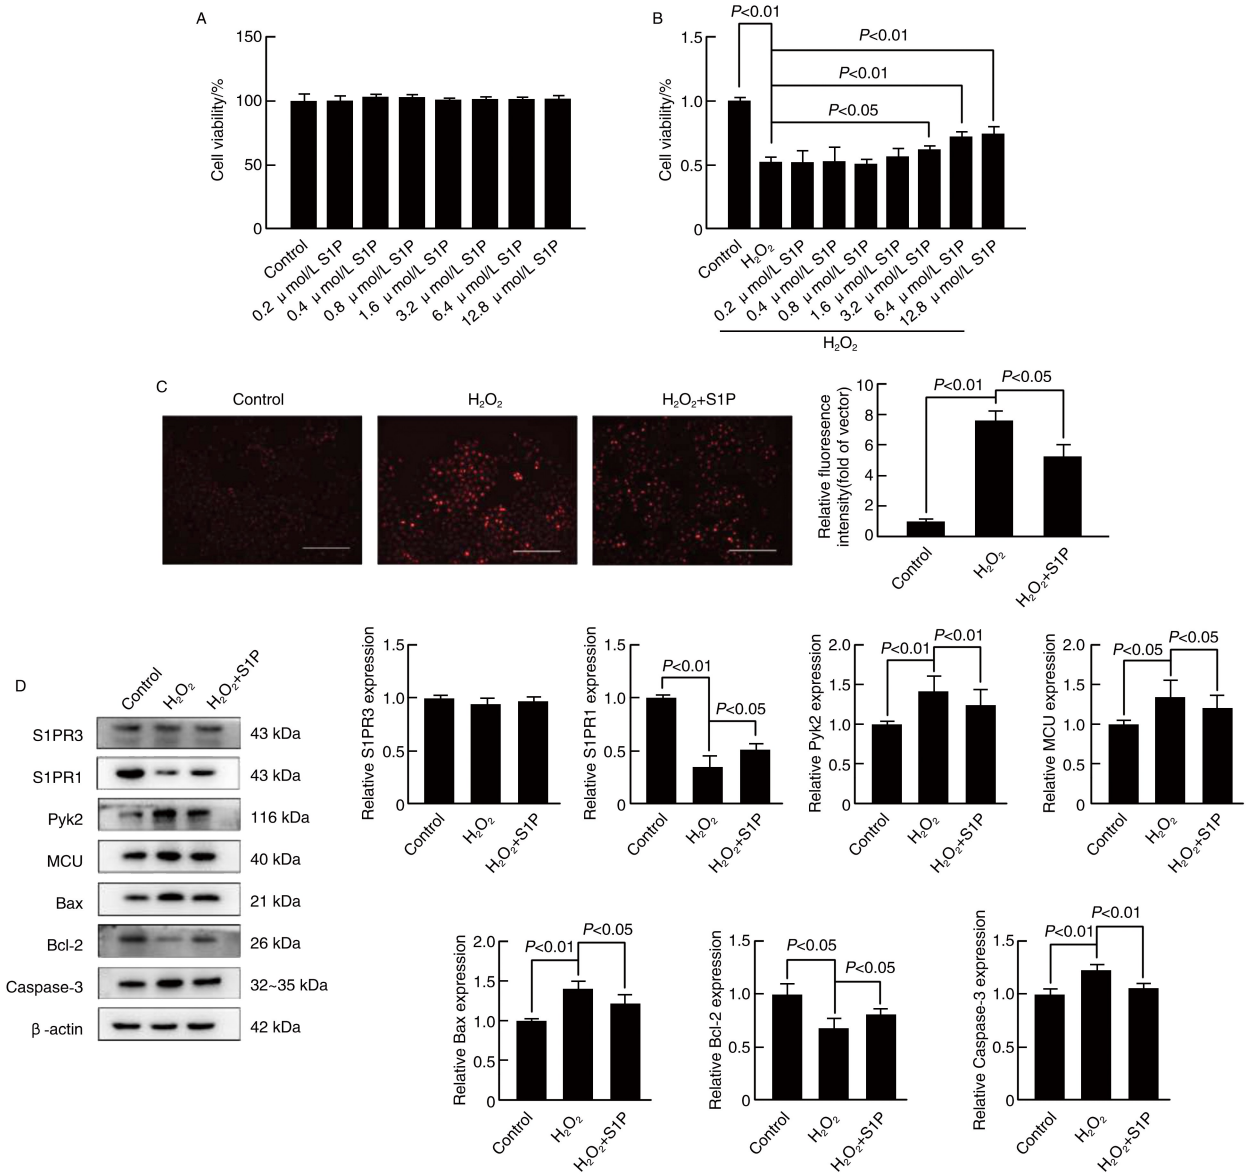 A
150
100
50
0
Cell viability/%
Control
0.2 μ mol/L S1P
0.4 μ mol/L S1P
0.8 μ mol/L S1P
1.6 μ mol/L S1P
3.2 μ mol/L S1P
6.4 μ mol/L S1P
12.8 μ mol/L S1P
B
P<0.01
P<0.01
P<0.01
P<0.05
1.5
1.0
0.5
0
Cell viability/%
Control
H₂O₂
0.2 μ mol/L S1P
0.4 μ mol/L S1P
0.8 μ mol/L S1P
1.6 μ mol/L S1P
3.2 μ mol/L S1P
6.4 μ mol/L S1P
12.8 μ mol/L S1P
H₂O₂
C
Control
H₂O₂
H₂O₂+S1P
Relative fluoresence
intensity(fold of vector)
10
8
6
4
2
0
P<0.01
P<0.05
Control
H₂O₂
H₂O₂+S1P
D
Control
H₂O₂
H₂O₂+S1P
S1PR3 43 kDa
S1PR1 43 kDa
Pyk2 116 kDa
MCU 40 kDa
Bax 21 kDa
Bcl-2 26 kDa
Caspase-3 32~35 kDa
β -actin 42 kDa
Relative S1PR3 expression
1.5
1.0
0.5
0
Control
H₂O₂
H₂O₂+S1P
Relative S1PR1 expression
1.5
1.0
0.5
0
P<0.01
P<0.05
Control
H₂O₂
H₂O₂+S1P
Relative Pyk2 expression
2.0
1.5
1.0
0.5
0
P<0.01
P<0.01
Control
H₂O₂
H₂O₂+S1P
Relative MCU expression
2.0
1.5
1.0
0.5
0
P<0.05
P<0.05
Control
H₂O₂
H₂O₂+S1P
Relative Bax expression
2.0
1.5
1.0
0.5
0
P<0.01
P<0.05
Control
H₂O₂
H₂O₂+S1P
Relative Bcl-2 expression
1.5
1.0
0.5
0
P<0.05
P<0.05
Control
H₂O₂
H₂O₂+S1P
Relative Caspase-3 expression
1.5
1.0
0.5
0
P<0.01
P<0.01
Control
H₂O₂
H₂O₂+S1P